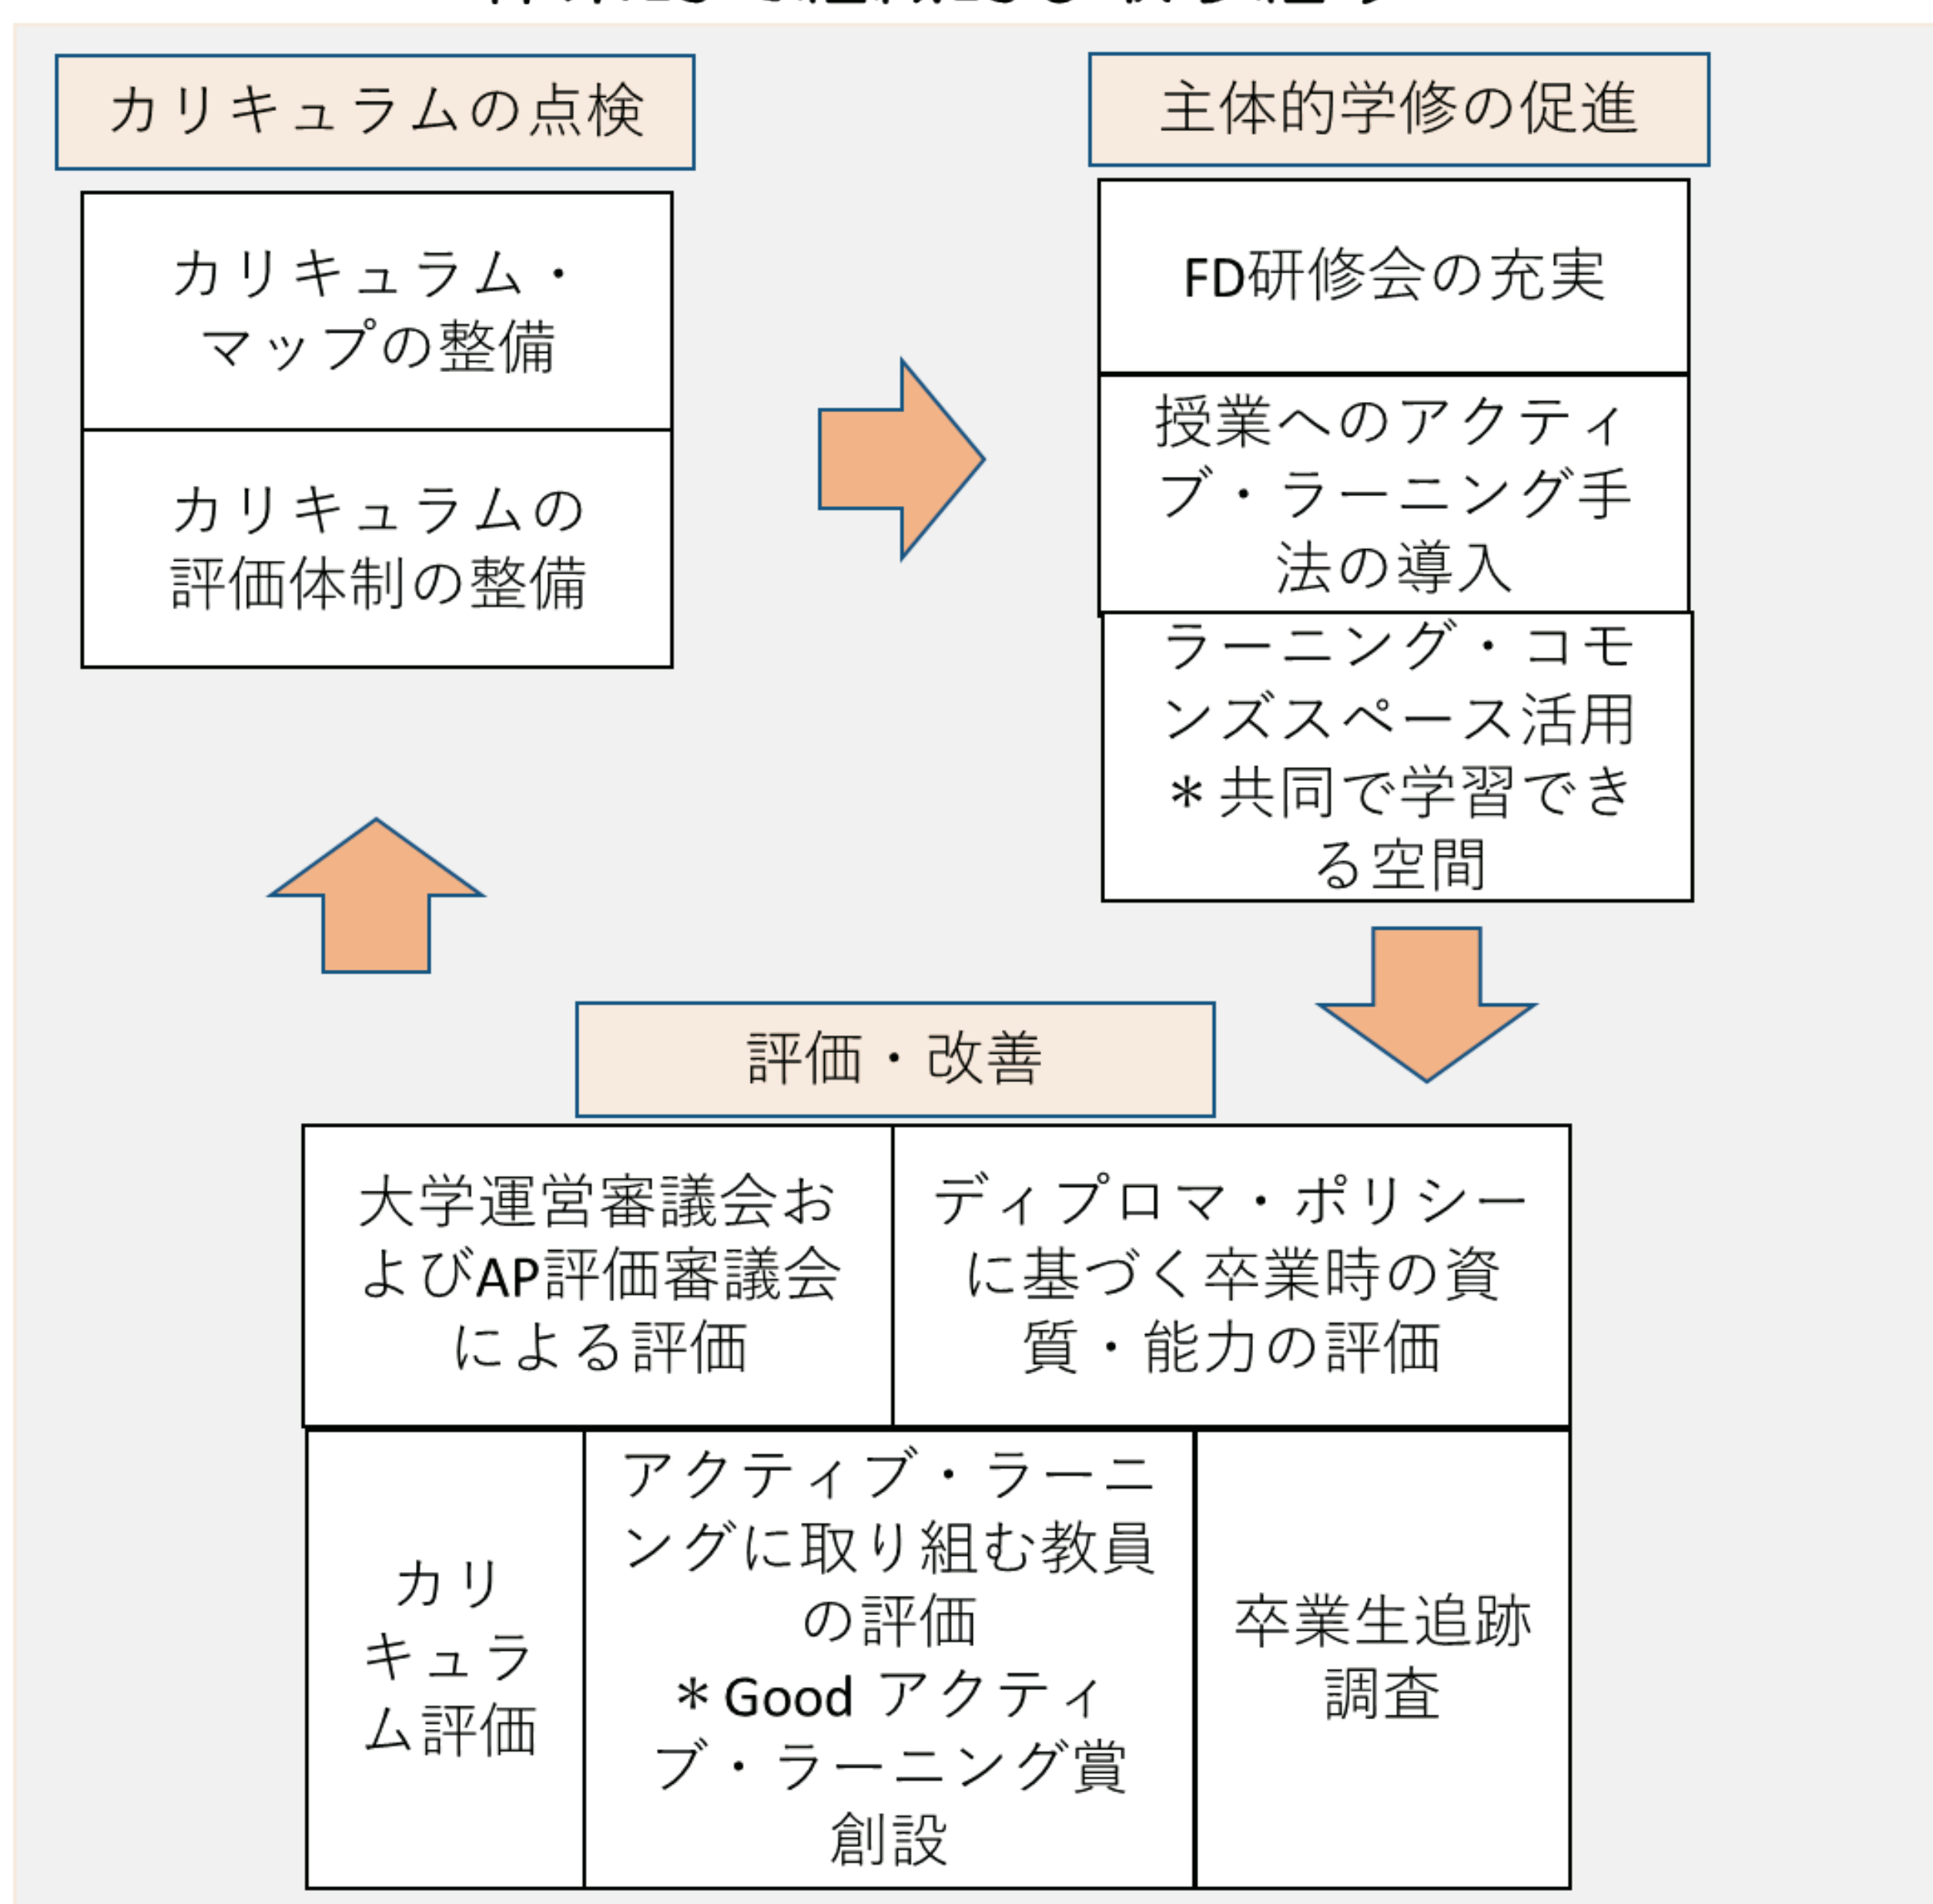 カリキュラムの点検
カリキュラム・
マップの整備
カリキュラムの
評価体制の整備
主体的学修の促進
FD研修会の充実
授業へのアクティ
ブ・ラーニング手
法の導入
ラーニング・コモ
ンズスペース活用
＊共同で学習でき
る空間
評価・改善
大学運営審議会お
よびAP評価審議会
による評価
ディプロマ・ポリシー
に基づく卒業時の資
質・能力の評価
カリ
キュラ
ム評価
アクティブ・ラーニ
ングに取り組む教員
の評価
＊Good アクティ
ブ・ラーニング賞
創設
卒業生追跡
調査